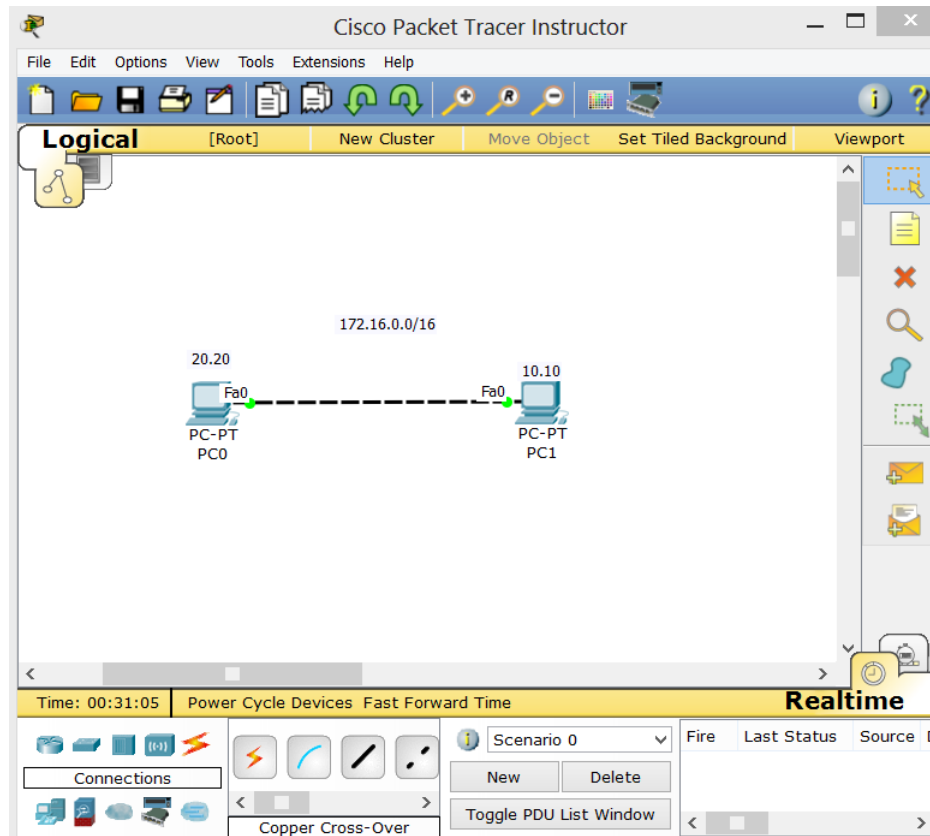 Cisco Packet Tracer Instructor
File Edit Options View Tools Extensions Help
Logical [Root] New Cluster Move Object Set Tiled Background Viewport
172.16.0.0/16
20.20
10.10
Fa0 Fa0
PC-PT
PC0
PC-PT
PC1
Time: 00:31:05 Power Cycle Devices Fast Forward Time Realtime
Connections
Copper Cross-Over
Scenario 0
New Delete
Toggle PDU List Window
Fire Last Status Source